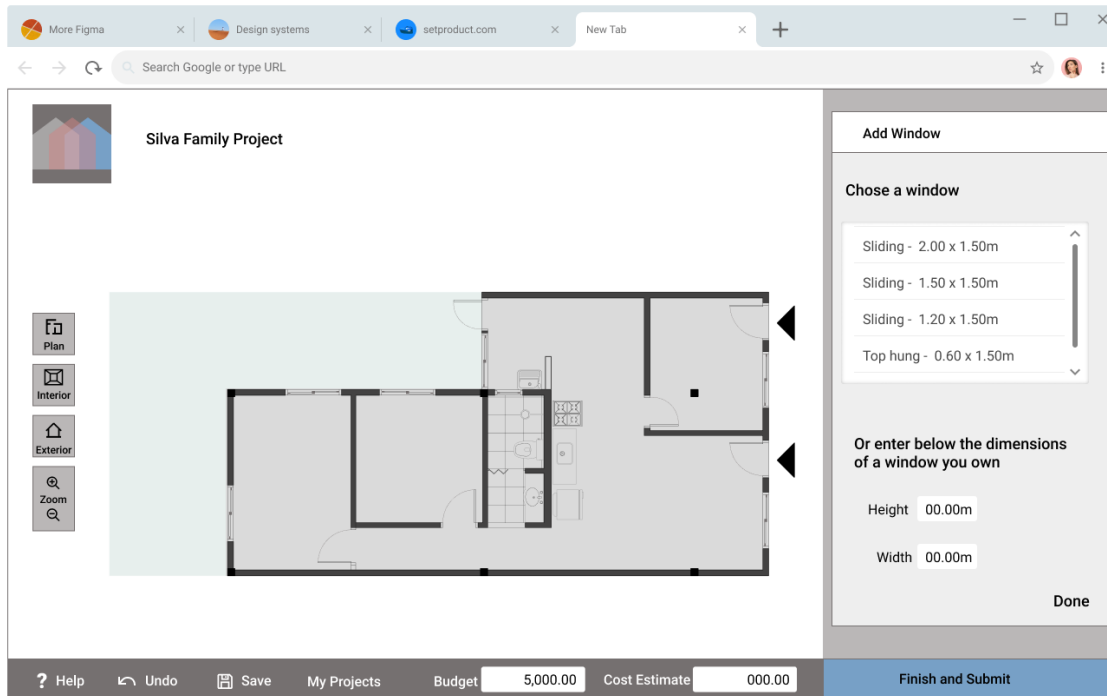 More Figma
Design systems
setproduct.com
New Tab
Search Google or type URL
Silva Family Project
Plan
Interior
Exterior
Zoom
Add Window
Chose a window
Sliding - 2.00 x 1.50m
Sliding - 1.50 x 1.50m
Sliding - 1.20 x 1.50m
Top hung - 0.60 x 1.50m
Or enter below the dimensions
of a window you own
Height 00.00m
Width 00.00m
Done
? Help Undo Save My Projects Budget 5,000.00 Cost Estimate 000.00 Finish and Submit